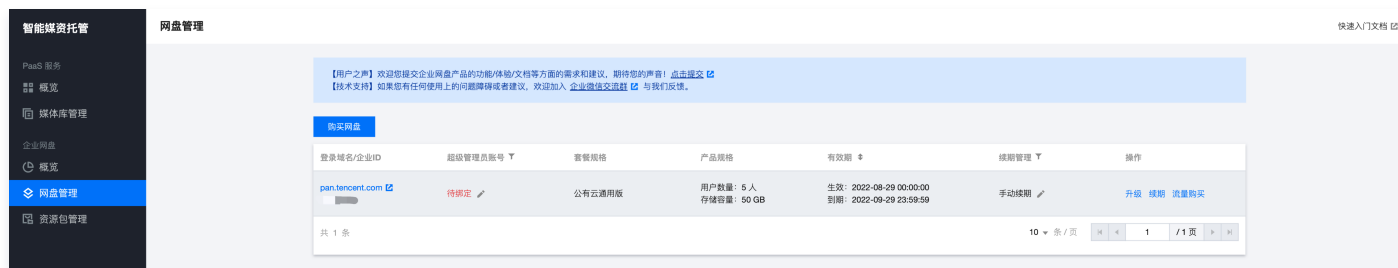 智能媒资托管
网盘管理
快速入门文档
PaaS 服务
概览
媒体库管理
企业网盘
概览
网盘管理
资源包管理
【用户之声】欢迎您提交企业网盘产品的功能/体验/文档等方面的需求和建议，期待您的声音！点击提交
【技术支持】如果您有任何使用上的问题障碍或者建议，欢迎加入 企业微信交流群 与我们反馈。
购买网盘
登录域名/企业ID 超级管理员账号 套餐规格 产品规格 有效期 续期管理 操作
pan.tencent.com 待绑定 公有云通用版 用户数量：5 人 生效：2022-08-29 00:00:00 手动续期 升级 续期 流量购买
存储容量：50 GB 到期：2022-09-29 23:59:59
共 1 条 10 条 / 页 1 / 1 页